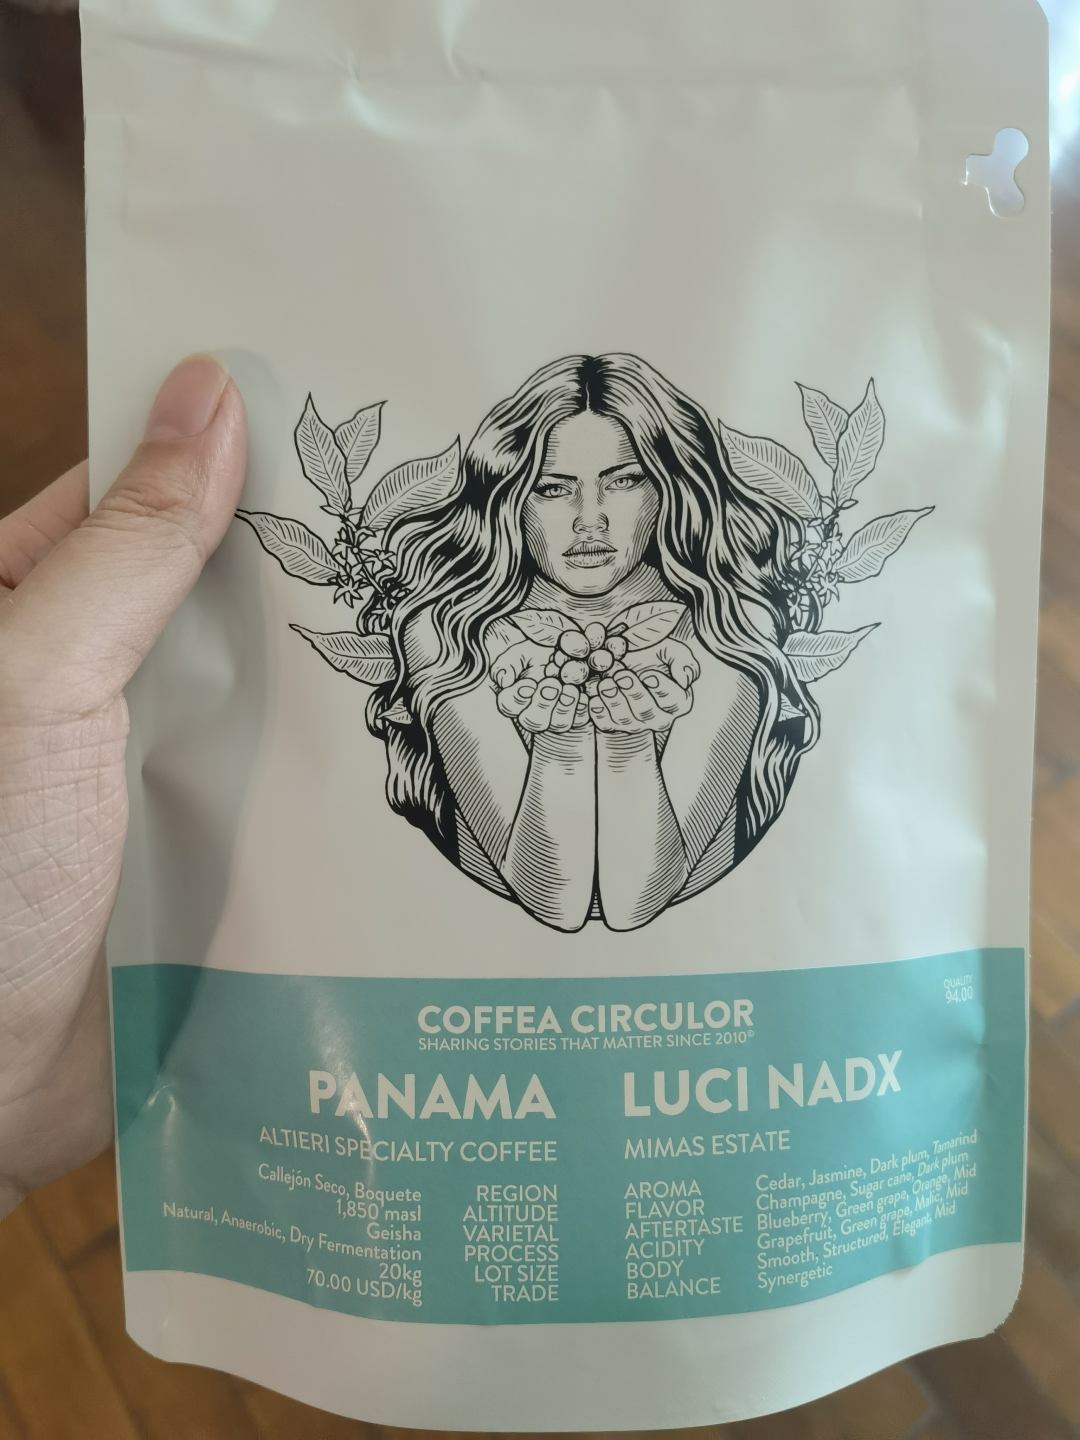 QUALITY
94.00
COFFEA CIRCULOR
SHARING STORIES THAT MATTER SINCE 2010©
PANAMA
ALTIERI SPECIALTY COFFEE
Callejón Seco, Boquete REGION
1,850 masl ALTITUDE
Geisha VARIETAL
Natural, Anaerobic, Dry Fermentation PROCESS
20kg LOT SIZE
70.00 USD/kg TRADE
LUCI NADX
MIMAS ESTATE
AROMA Cedar, Jasmine, Dark plum, Tamarind
FLAVOR Champagne, Sugar cane, Dark plum
AFTERTASTE Blueberry, Green grape, Orange, Mid
ACIDITY Grapefruit, Green grape, Malic, Mid
BODY Smooth, Structured, Elegant, Mid
BALANCE Synergetic